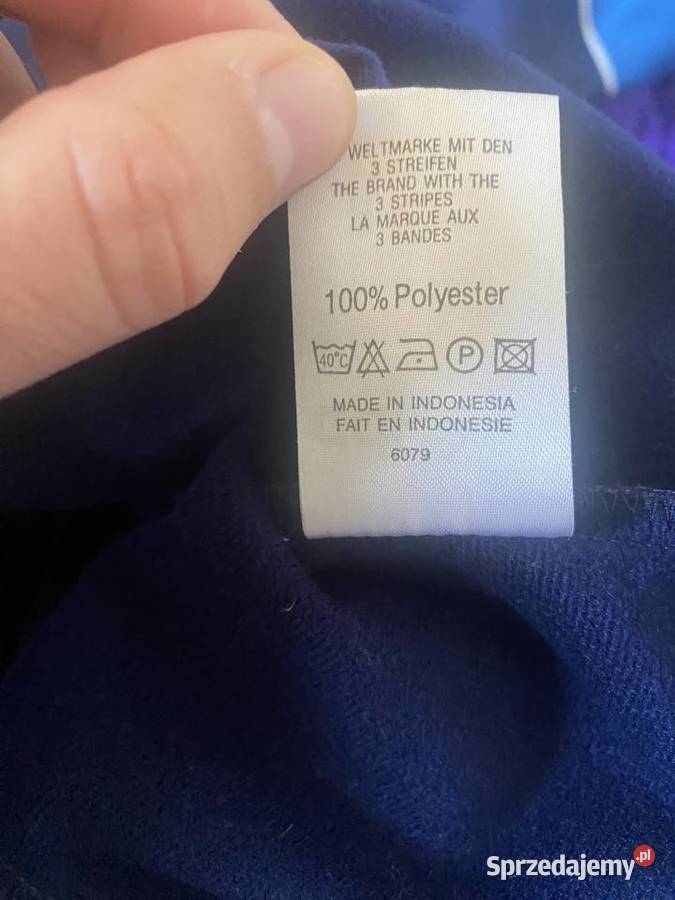 WELTMARKE MIT DEN
3 STREIFEN
THE BRAND WITH THE
3 STRIPES
LA MARQUE AUX
3 BANDES
100% Polyester
40°C P
MADE IN INDONESIA
FAIT EN INDONESIE
6079
Sprzedajemy.pl